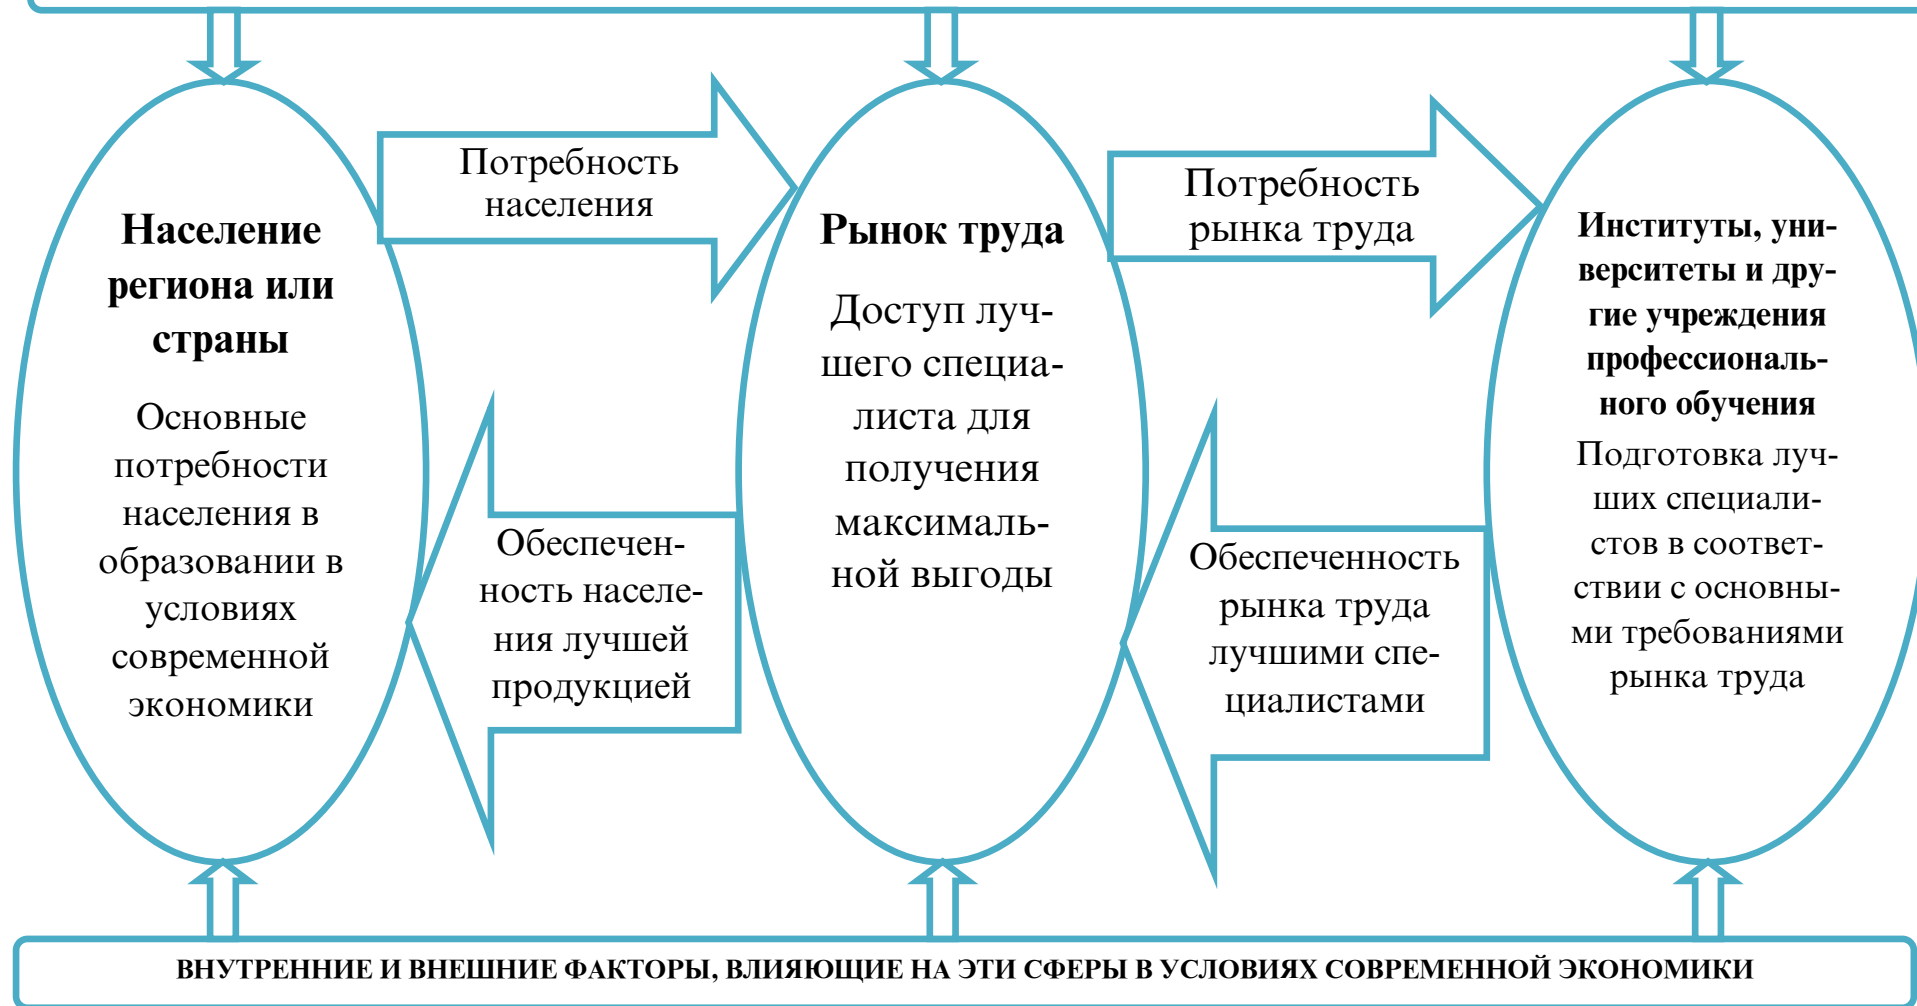 Население
региона или
страны
Основные
потребности
населения в
образовании в
условиях
современной
экономики
Потребность
населения
Обеспечен-
ность населе-
ния лучшей
продукцией
Рынок труда
Доступ луч-
шего специа-
листа для
получения
максималь-
ной выгоды
Потребность
рынка труда
Обеспеченность
рынка труда
лучшими спе-
циалистами
Институты, уни-
верситеты и дру-
гие учреждения
профессиональ-
ного обучения
Подготовка луч-
ших специали-
стов в соответ-
ствии с основны-
ми требованиями
рынка труда
ВНУТРЕННИЕ И ВНЕШНИЕ ФАКТОРЫ, ВЛИЯЮЩИЕ НА ЭТИ СФЕРЫ В УСЛОВИЯХ СОВРЕМЕННОЙ ЭКОНОМИКИ